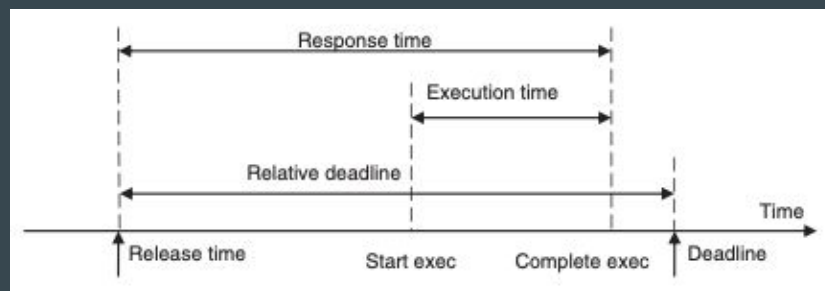 Response time
Execution time
Relative deadline
Time
Release time
Start exec
Complete exec
Deadline